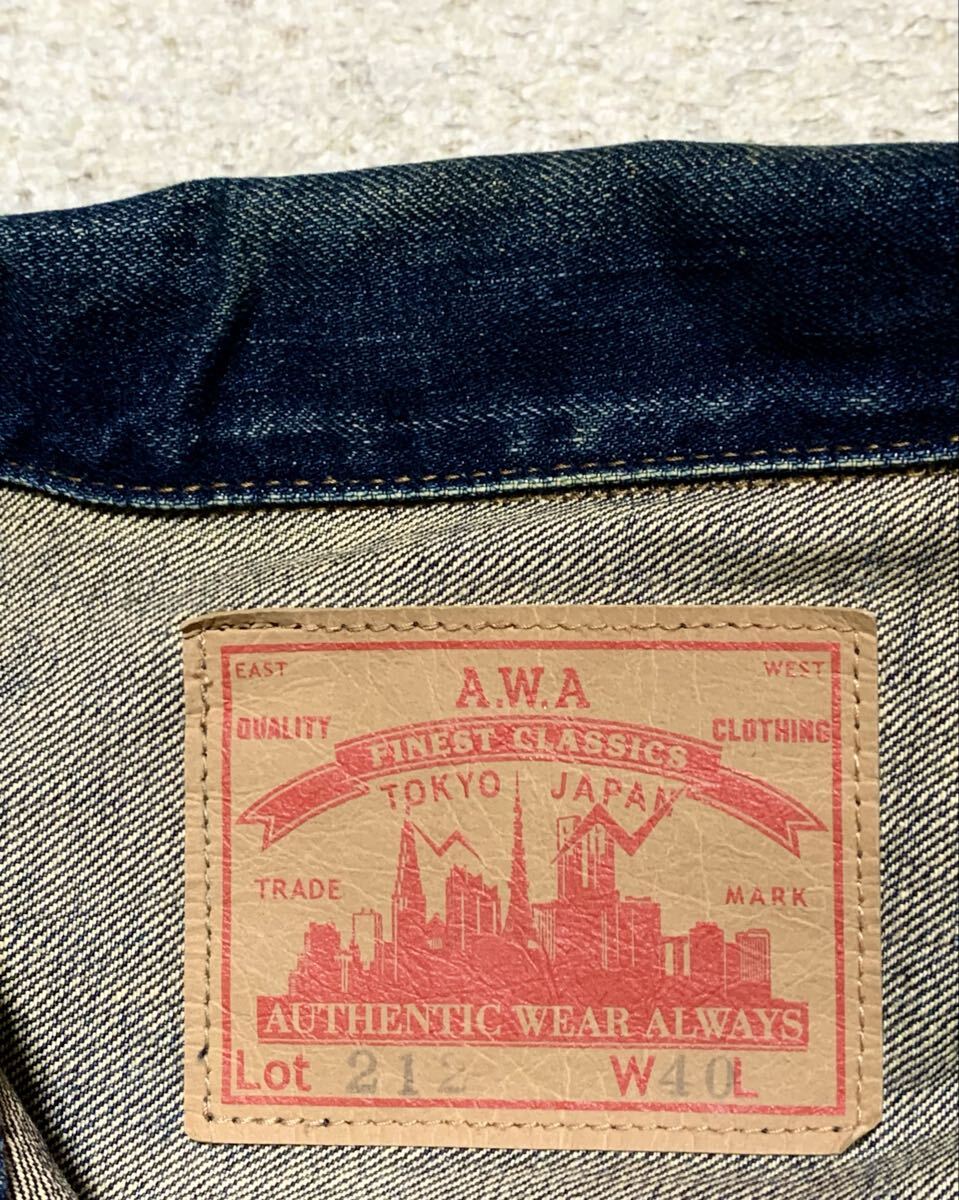 EAST A.W.A WEST
QUALITY CLOTHING
FINEST CLASSICS
TOKYO JAPAN
TRADE MARK
AUTHENTIC WEAR ALWAYS
Lot 212 W40L